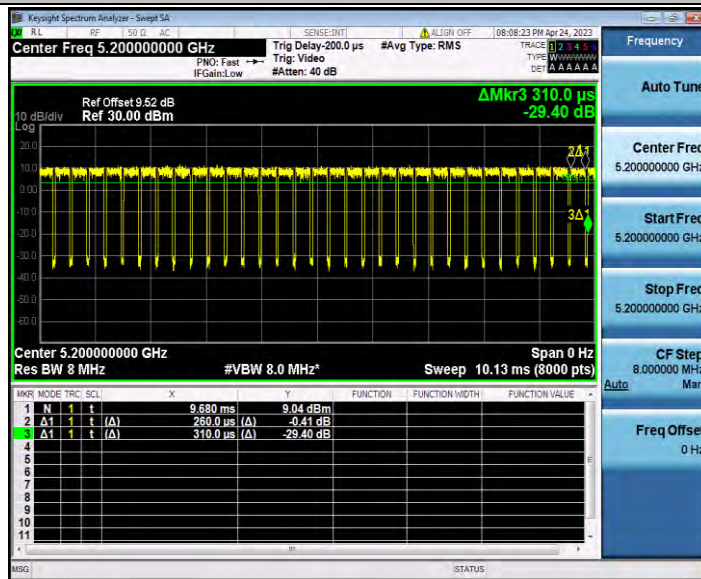 Keysight Spectrum Analyzer - Swept SA
RL RF 50 Ω AC SENSE:INT ALIGN OFF 08:08:23 PM Apr 24, 2023
Center Freq 5.200000000 GHz
PNO: Fast
IFGain:Low
Trig Delay-200.0 µs
Trig: Video
#Atten: 40 dB
#Avg Type: RMS
TRACE 1 2 3 4 5 6
TYPE W
DET A A A A A A
Ref Offset 9.52 dB
10 dB/div Ref 30.00 dBm
Log
ΔMkr3 310.0 µs
-29.40 dB
20.0
10.0
0.00
-10.0
-20.0
-30.0
-40.0
-50.0
-60.0
2Δ1
3Δ1
Center 5.200000000 GHz Span 0 Hz
Res BW 8 MHz #VBW 8.0 MHz* Sweep 10.13 ms (8000 pts)
MKR MODE TRC SCL X Y FUNCTION FUNCTION WIDTH FUNCTION VALUE
1 N 1 t 9.680 ms 9.04 dBm
2 Δ1 1 t (Δ) 260.0 µs (Δ) -0.41 dB
3 Δ1 1 t (Δ) 310.0 µs (Δ) -29.40 dB
4
5
6
7
8
9
10
11
MSG STATUS
Frequency
Auto Tune
Center Freq
5.200000000 GHz
Start Freq
5.200000000 GHz
Stop Freq
5.200000000 GHz
CF Step
8.000000 MHz
Auto Man
Freq Offset
0 Hz